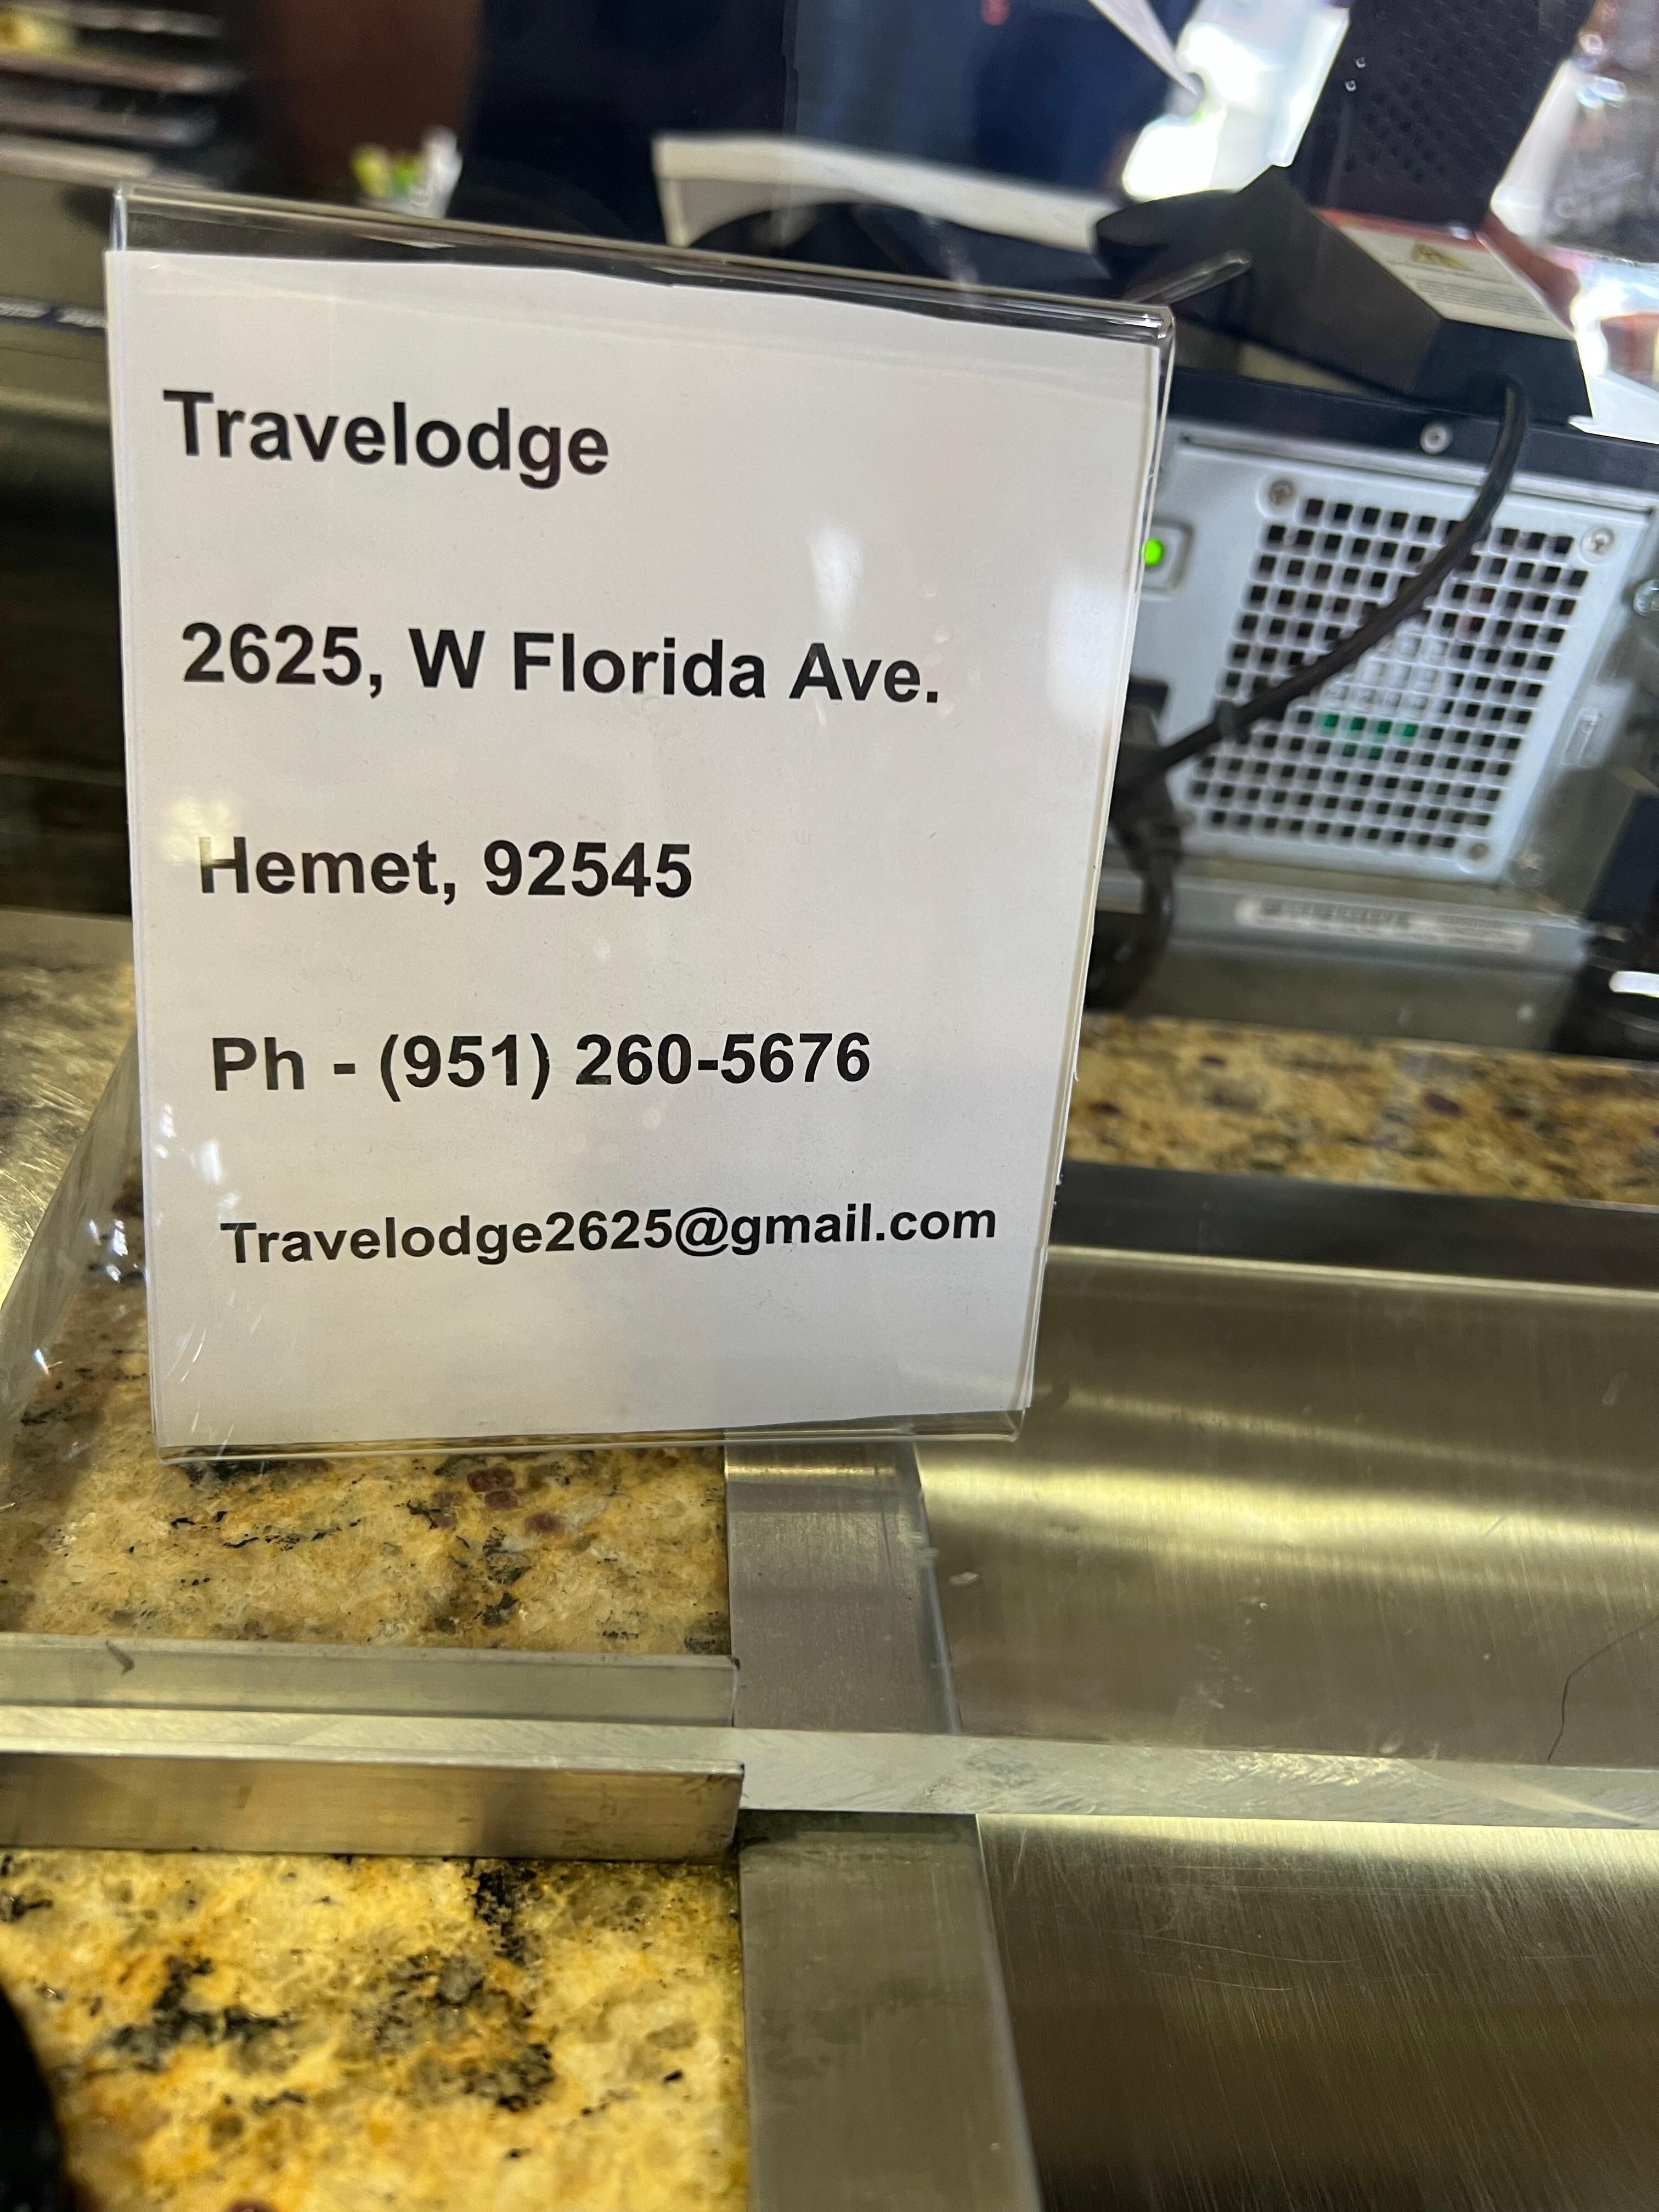 Travelodge
2625, W Florida Ave.
Hemet, 92545
Ph - (951) 260-5676
Travelodge2625@gmail.com